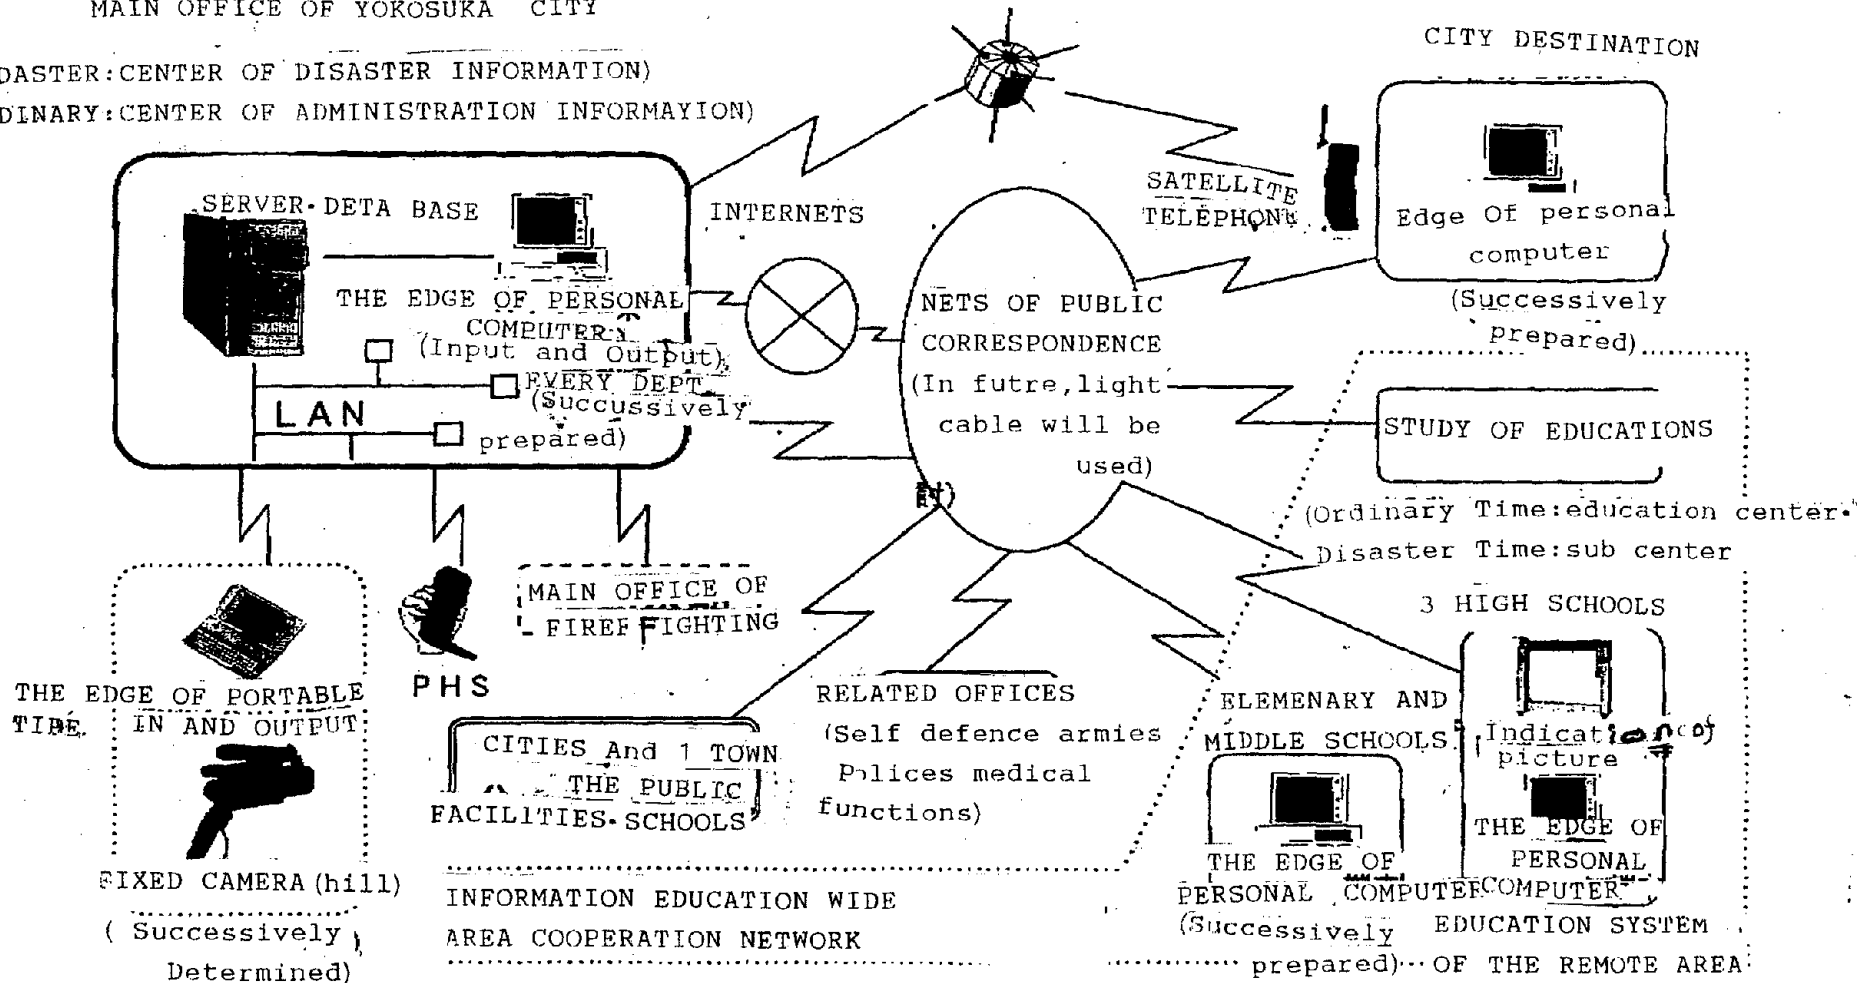 MAIN OFFICE OF YOKOSUKA CITY
DASTER:CENTER OF DISASTER INFORMATION)
DINARY:CENTER OF ADMINISTRATION INFORMAYION)
SERVER·DETA BASE
THE EDGE OF PERSONAL
COMPUTER
(Input and Output)
EVERY DEPT
(Succussively
prepared)
LAN
INTERNETS
NETS OF PUBLIC
CORRESPONDENCE
(In futre,light
cable will be
used)
討)
SATELLITE
TELEPHONE
CITY DESTINATION
Edge Of personal
computer
(Successively
prepared)
STUDY OF EDUCATIONS
(Ordinary Time:education center·
Disaster Time:sub center
3 HIGH SCHOOLS
Indication of
picture
THE EDGE OF
PERSONAL
COMPUTER
ELEMENARY AND
MIDDLE SCHOOLS
THE EDGE OF
PERSONAL COMPUTER
(Successively
prepared)
EDUCATION SYSTEM
OF THE REMOTE AREA
THE EDGE OF PORTABLE
TIPE. IN AND OUTPUT
FIXED CAMERA(hill)
(Successively
Determined)
PHS
MAIN OFFICE OF
FIREFFIGHTING
CITIES And 1 TOWN
THE PUBLIC
FACILITIES·SCHOOLS
RELATED OFFICES
(Self defence armies
Polices medical
functions)
INFORMATION EDUCATION WIDE
AREA COOPERATION NETWORK